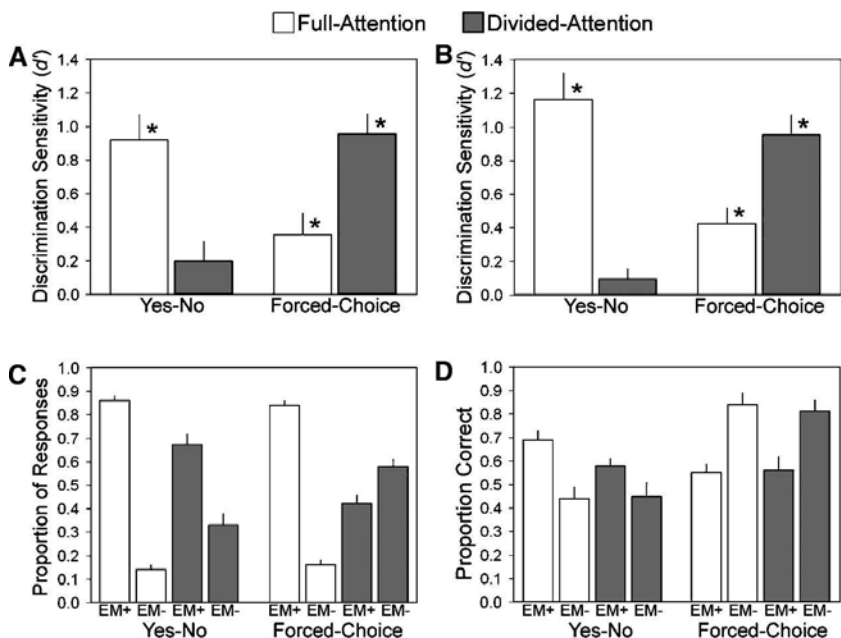 Full-Attention Divided-Attention
A
Discrimination Sensitivity (d')
1.4
1.2
1.0
0.8
0.6
0.4
0.2
0.0
*
*
*
Yes-No Forced-Choice
B
Discrimination Sensitivity (d')
1.4
1.2
1.0
0.8
0.6
0.4
0.2
0.0
*
*
*
Yes-No Forced-Choice
C
Proportion of Responses
1.0
0.9
0.8
0.7
0.6
0.5
0.4
0.3
0.2
0.1
0.0
EM+ EM- EM+ EM- EM+ EM- EM+ EM-
Yes-No Forced-Choice
D
Proportion Correct
1.0
0.9
0.8
0.7
0.6
0.5
0.4
0.3
0.2
0.1
0.0
EM+ EM- EM+ EM- EM+ EM- EM+ EM-
Yes-No Forced-Choice